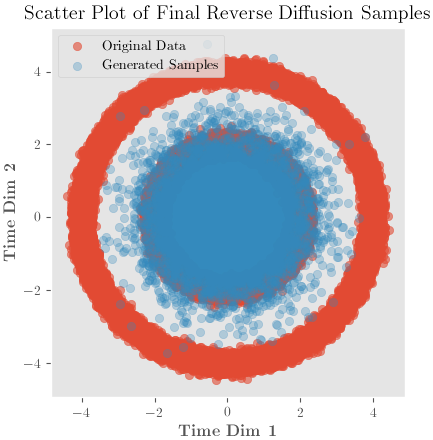 Scatter Plot of Final Reverse Diffusion Samples
Original Data
Generated Samples
Time Dim 2
4
2
0
−2
−4
−4
−2
0
2
4
Time Dim 1